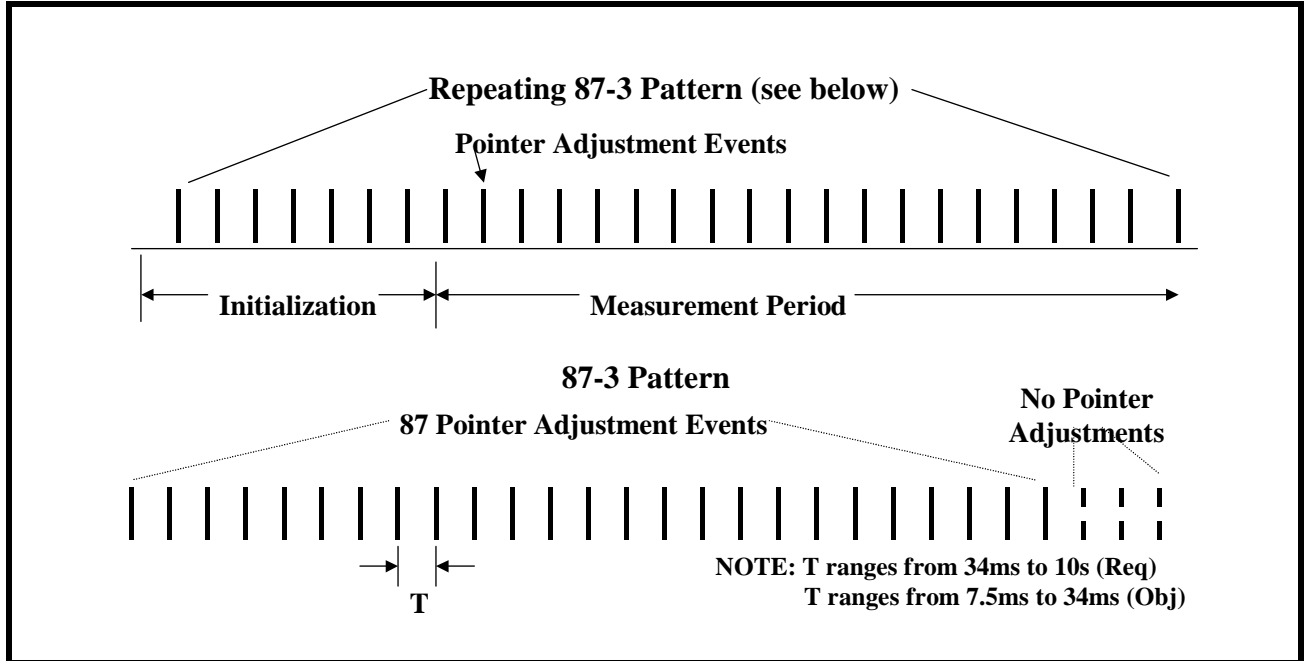 Repeating 87-3 Pattern (see below)
Pointer Adjustment Events
Initialization
Measurement Period
87-3 Pattern
87 Pointer Adjustment Events
No Pointer
Adjustments
T
NOTE: T ranges from 34ms to 10s (Req)
T ranges from 7.5ms to 34ms (Obj)